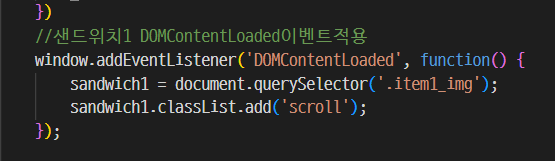 })
//샌드위치1 DOMContentLoaded이벤트적용
window.addEventListener('DOMContentLoaded', function() {
    sandwich1 = document.querySelector('.item1_img');
    sandwich1.classList.add('scroll');
});